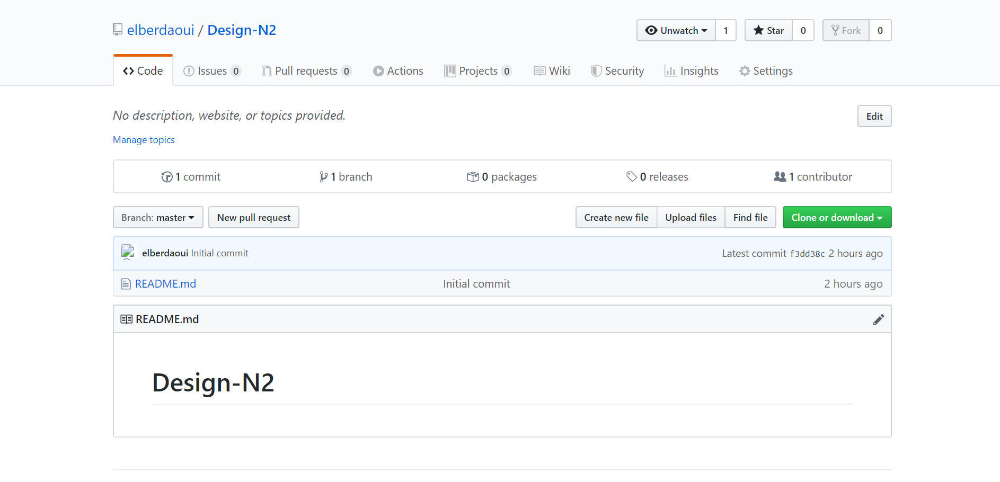 elberdaoui / Design-N2
Unwatch 1 Star 0 Fork 0
Code Issues 0 Pull requests 0 Actions Projects 0 Wiki Security Insights Settings
No description, website, or topics provided. Edit
Manage topics
1 commit 1 branch 0 packages 0 releases 1 contributor
Branch: master New pull request Create new file Upload files Find file Clone or download
elberdaoui Initial commit Latest commit f3dd38c 2 hours ago
README.md Initial commit 2 hours ago
README.md
Design-N2